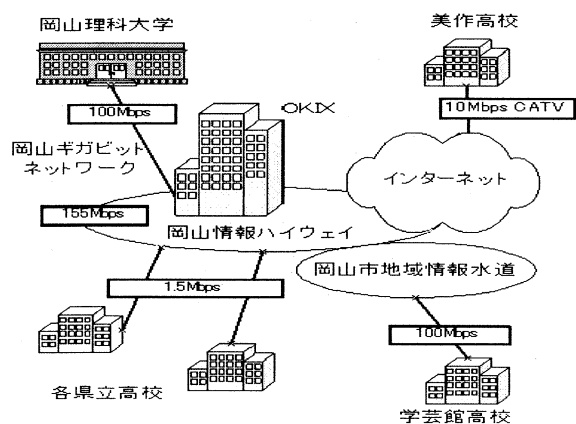 岡山理科大学
美作高校
OKIX
100Mbps
10Mbps CATV
岡山ギガビット
ネットワーク
インターネット
155Mbps
岡山情報ハイウェイ
岡山市地域情報水道
1.5Mbps
100Mbps
各県立高校
学芸館高校